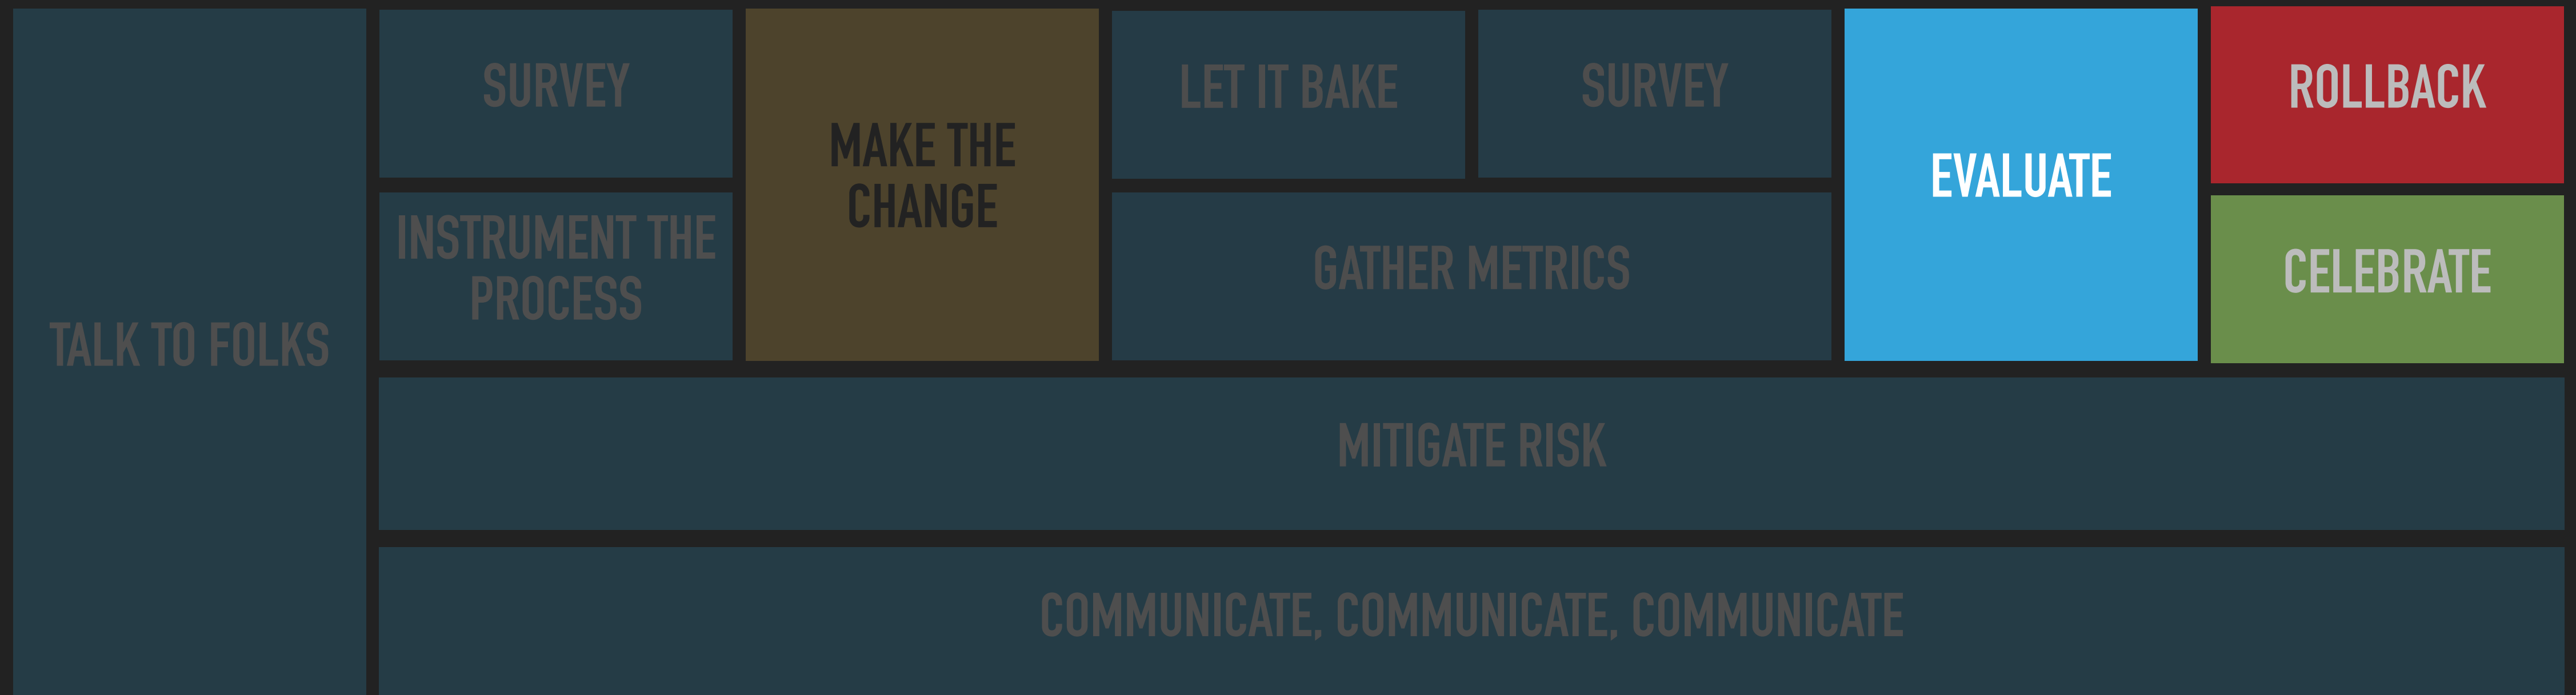 TALK TO FOLKS
SURVEY
INSTRUMENT THE
PROCESS
MAKE THE
CHANGE
LET IT BAKE
SURVEY
GATHER METRICS
EVALUATE
ROLLBACK
CELEBRATE
MITIGATE RISK
COMMUNICATE, COMMUNICATE, COMMUNICATE